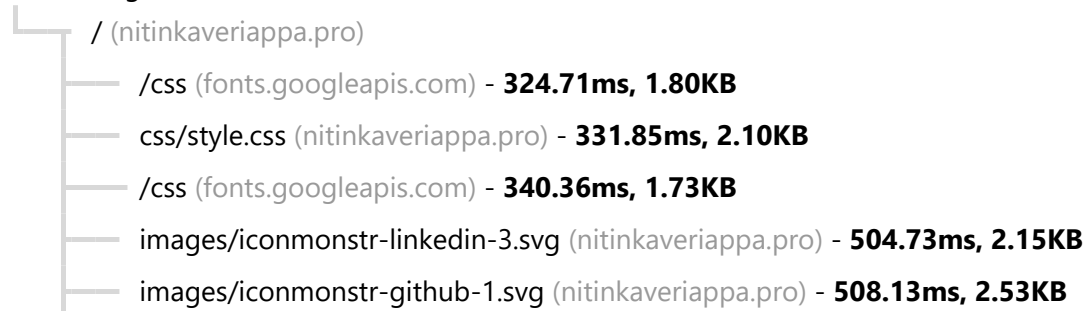 / (nitinkaveriappa.pro)
/css (fonts.googleapis.com) - 324.71ms, 1.80KB
css/style.css (nitinkaveriappa.pro) - 331.85ms, 2.10KB
/css (fonts.googleapis.com) - 340.36ms, 1.73KB
images/iconmonstr-linkedin-3.svg (nitinkaveriappa.pro) - 504.73ms, 2.15KB
images/iconmonstr-github-1.svg (nitinkaveriappa.pro) - 508.13ms, 2.53KB